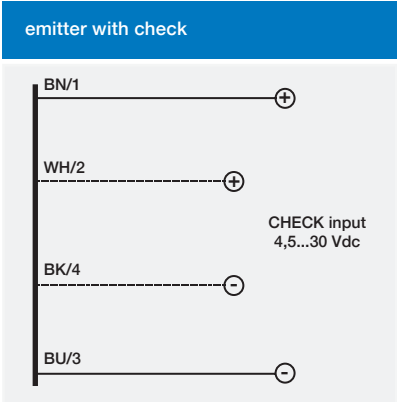 emitter with check
BN/1
+
WH/2
+
CHECK input
4,5...30 Vdc
BK/4
-
BU/3
-